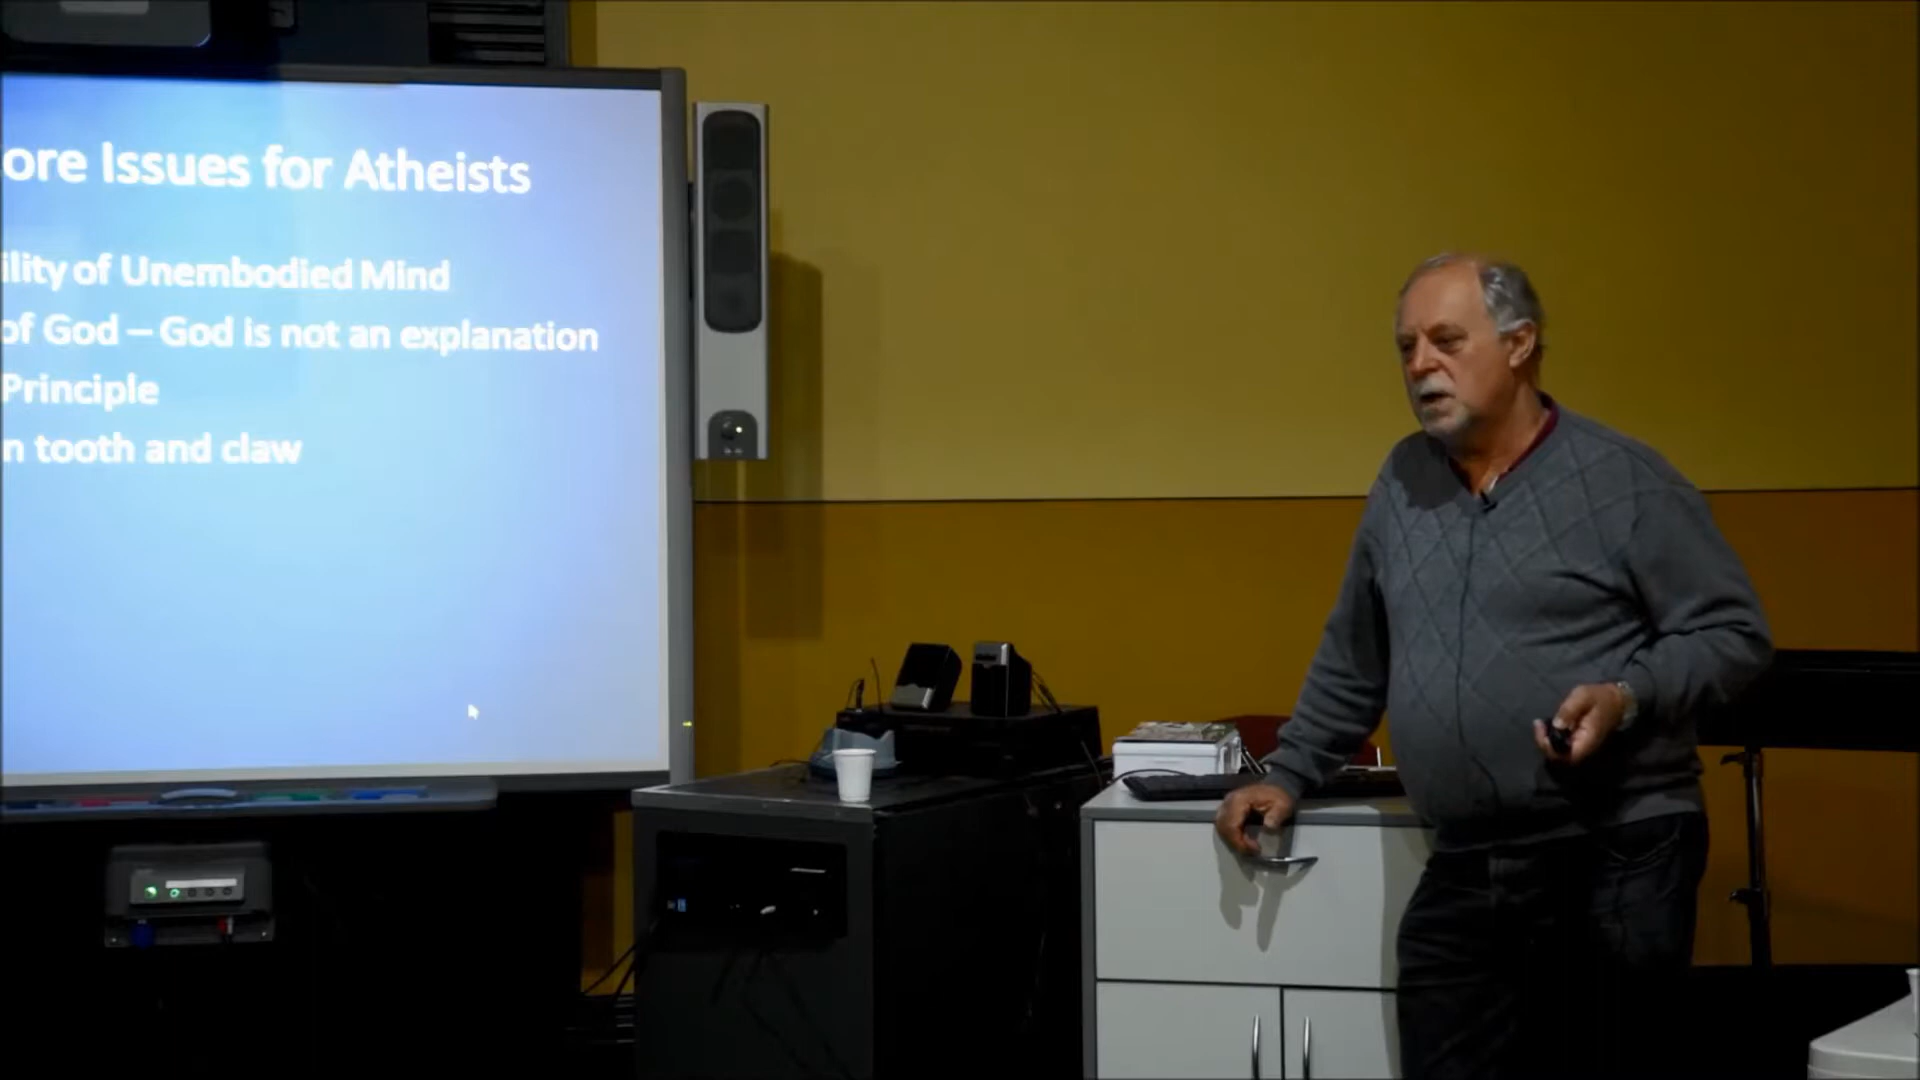 ore Issues for Atheists
ility of Unembodied Mind
of God – God is not an explanation
Principle
n tooth and claw